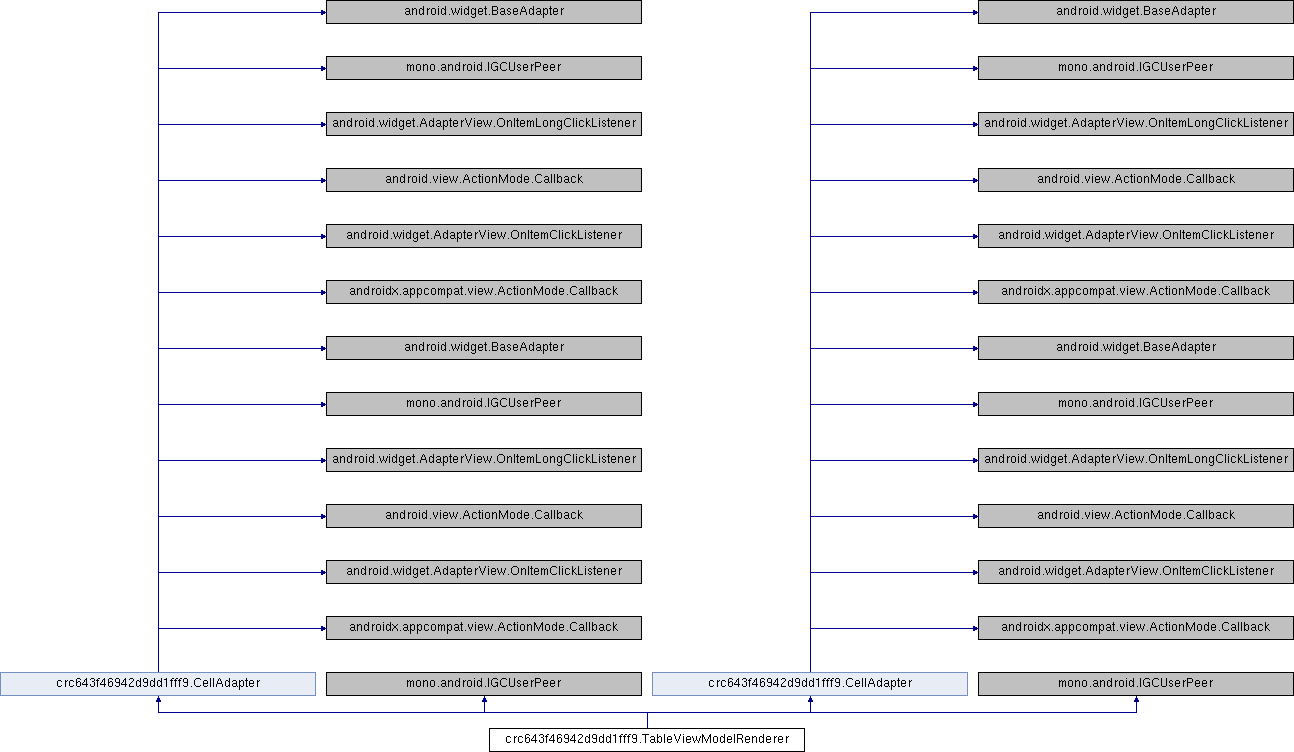 android.widget.BaseAdapter android.widget.BaseAdapter
mono.android.IGCUserPeer mono.android.IGCUserPeer
android.widget.AdapterView.OnItemLongClickListener android.widget.AdapterView.OnItemLongClickListener
android.view.ActionMode.Callback android.view.ActionMode.Callback
android.widget.AdapterView.OnItemClickListener android.widget.AdapterView.OnItemClickListener
androidx.appcompat.view.ActionMode.Callback androidx.appcompat.view.ActionMode.Callback
android.widget.BaseAdapter android.widget.BaseAdapter
mono.android.IGCUserPeer mono.android.IGCUserPeer
android.widget.AdapterView.OnItemLongClickListener android.widget.AdapterView.OnItemLongClickListener
android.view.ActionMode.Callback android.view.ActionMode.Callback
android.widget.AdapterView.OnItemClickListener android.widget.AdapterView.OnItemClickListener
androidx.appcompat.view.ActionMode.Callback androidx.appcompat.view.ActionMode.Callback
crc643f46942d9dd1fff9.CellAdapter mono.android.IGCUserPeer crc643f46942d9dd1fff9.CellAdapter mono.android.IGCUserPeer
crc643f46942d9dd1fff9.TableViewModelRenderer